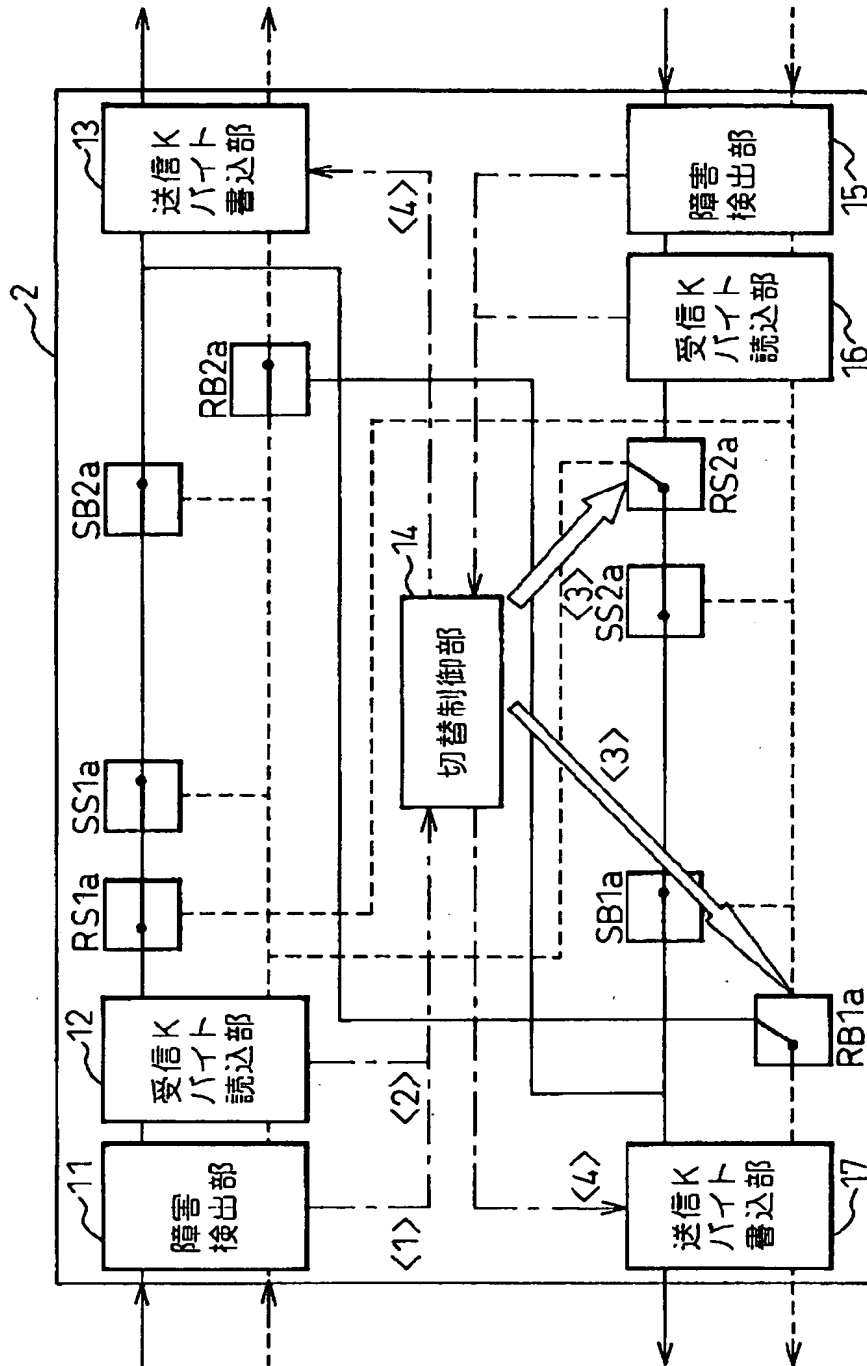 2
11
障害
検出部
12
受信K
バイト
読込部
RS1a
SS1a
SB2a
RB2a
13
送信K
バイト
書込部
<1>
<2>
<4>
14
切替制御部
<3>
<3>
<4>
17
送信K
バイト
書込部
RB1a
SB1a
SS2a
RS2a
16
受信K
バイト
読込部
15
障害
検出部